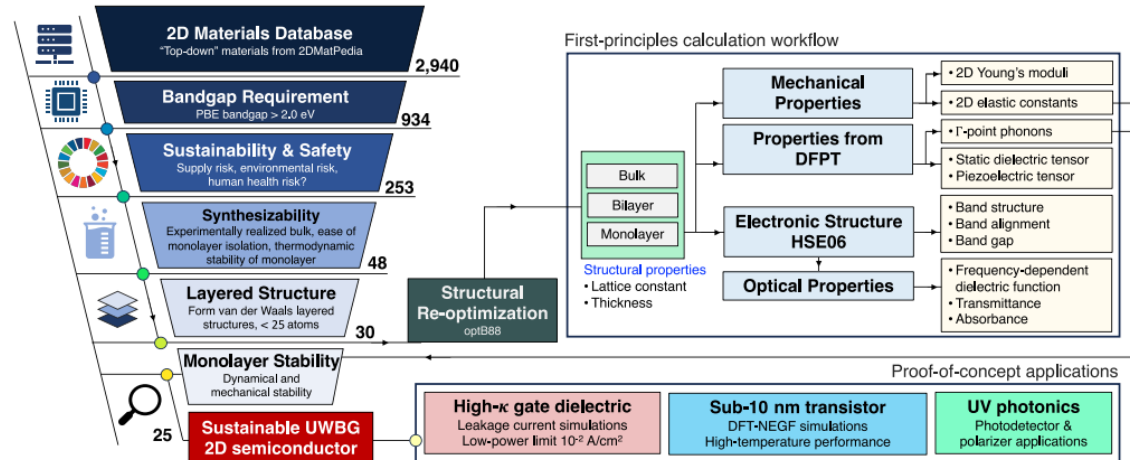 2D Materials Database
"Top-down" materials from 2DMatPedia
2,940
Bandgap Requirement
PBE bandgap > 2.0 eV
934
Sustainability & Safety
Supply risk, environmental risk,
human health risk?
253
Synthesizability
Experimentally realized bulk, ease of
monolayer isolation, thermodynamic
stability of monolayer
48
Layered Structure
Form van der Waals layered
structures, < 25 atoms
30
Monolayer Stability
Dynamical and
mechanical stability
25
Sustainable UWBG
2D semiconductor
Structural
Re-optimization
optB88
First-principles calculation workflow
Bulk
Bilayer
Monolayer
Structural properties
• Lattice constant
• Thickness
Mechanical
Properties
• 2D Young's moduli
• 2D elastic constants
Properties from
DFPT
• Γ-point phonons
• Static dielectric tensor
• Piezoelectric tensor
Electronic Structure
HSE06
• Band structure
• Band alignment
• Band gap
Optical Properties
• Frequency-dependent
dielectric function
• Transmittance
• Absorbance
Proof-of-concept applications
High-κ gate dielectric
Leakage current simulations
Low-power limit 10⁻² A/cm²
Sub-10 nm transistor
DFT-NEGF simulations
High-temperature performance
UV photonics
Photodetector &
polarizer applications